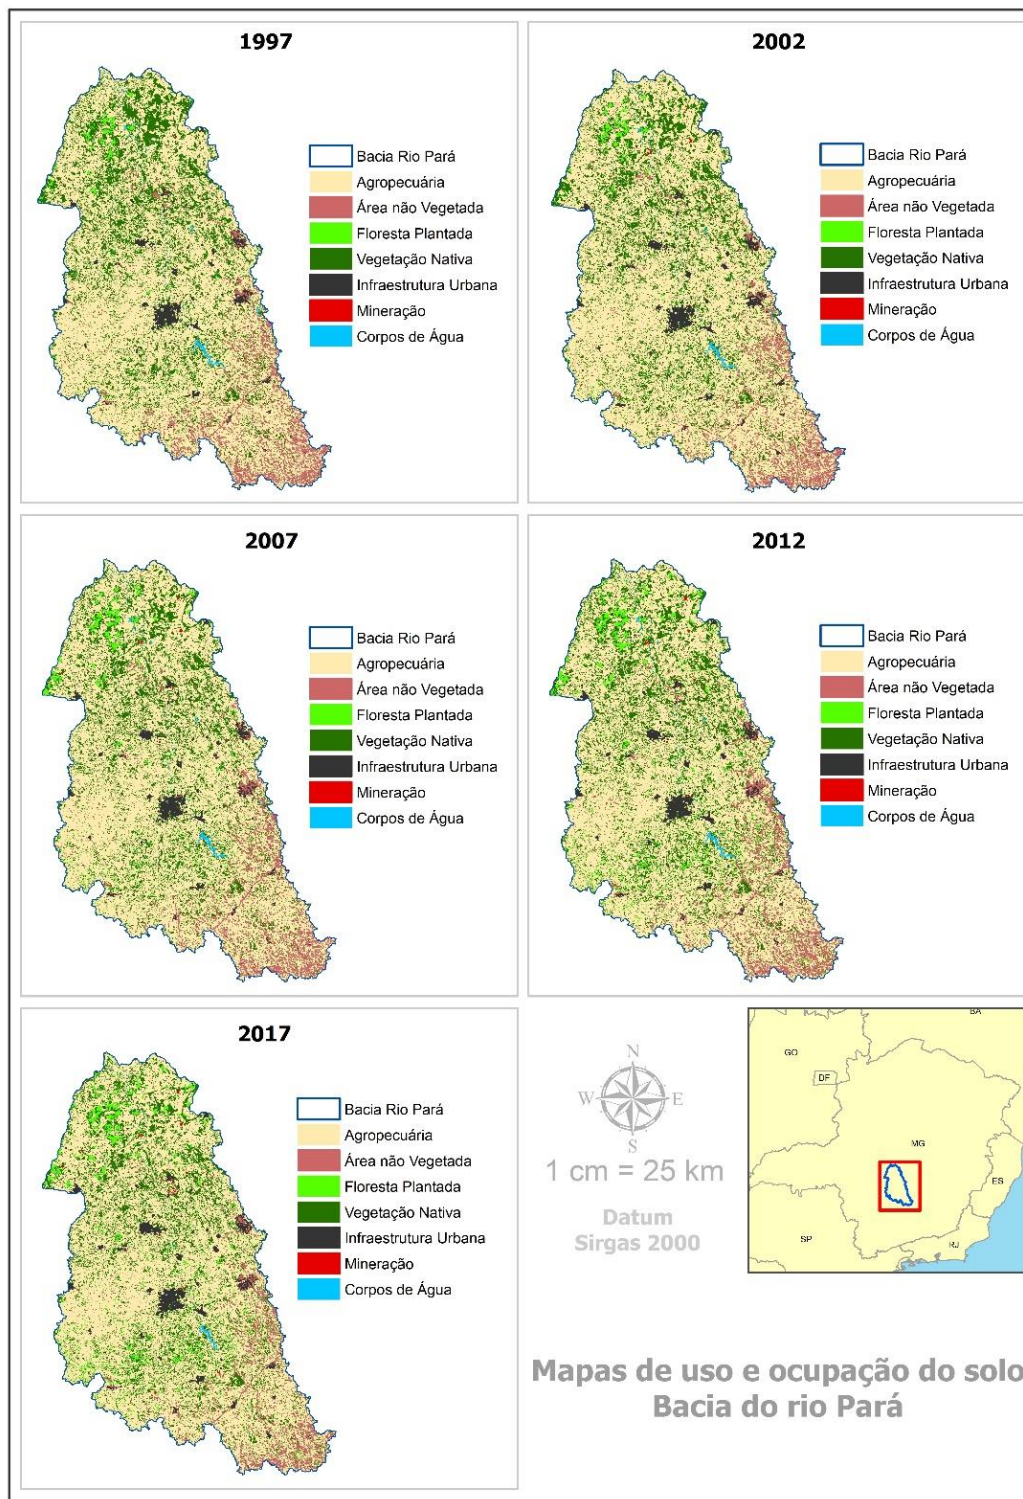 1997
Bacia Rio Pará
Agropecuária
Área não Vegetada
Floresta Plantada
Vegetação Nativa
Infraestrutura Urbana
Mineração
Corpos de Água
2002
Bacia Rio Pará
Agropecuária
Área não Vegetada
Floresta Plantada
Vegetação Nativa
Infraestrutura Urbana
Mineração
Corpos de Água
2007
Bacia Rio Pará
Agropecuária
Área não Vegetada
Floresta Plantada
Vegetação Nativa
Infraestrutura Urbana
Mineração
Corpos de Água
2012
Bacia Rio Pará
Agropecuária
Área não Vegetada
Floresta Plantada
Vegetação Nativa
Infraestrutura Urbana
Mineração
Corpos de Água
2017
Bacia Rio Pará
Agropecuária
Área não Vegetada
Floresta Plantada
Vegetação Nativa
Infraestrutura Urbana
Mineração
Corpos de Água
N
W E
S
1 cm = 25 km
Datum
Sirgas 2000
BA
GO
DF
MG
ES
SP
RJ
Mapas de uso e ocupação do solo
Bacia do rio Pará